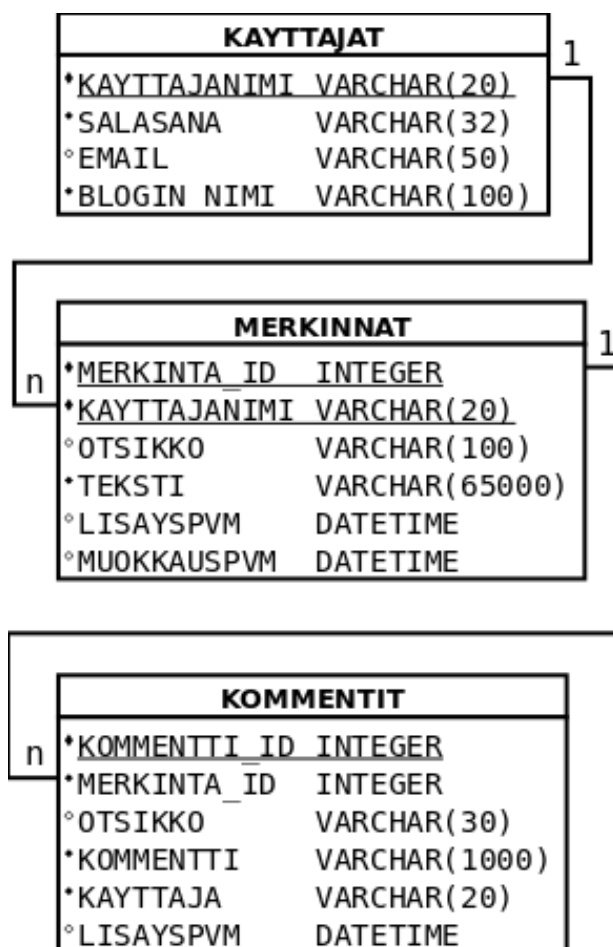 KAYTTAJAT
1
KAYTTAJANIMI VARCHAR(20)
SALASANA VARCHAR(32)
EMAIL VARCHAR(50)
BLOGIN NIMI VARCHAR(100)
MERKINNAT
1
n
MERKINTA_ID INTEGER
KAYTTAJANIMI VARCHAR(20)
OTSIKKO VARCHAR(100)
TEKSTI VARCHAR(65000)
LISAYSPVM DATETIME
MUOKKAUSPVM DATETIME
KOMMENTIT
n
KOMMENTTI_ID INTEGER
MERKINTA_ID INTEGER
OTSIKKO VARCHAR(30)
KOMMENTTI VARCHAR(1000)
KAYTTAJA VARCHAR(20)
LISAYSPVM DATETIME